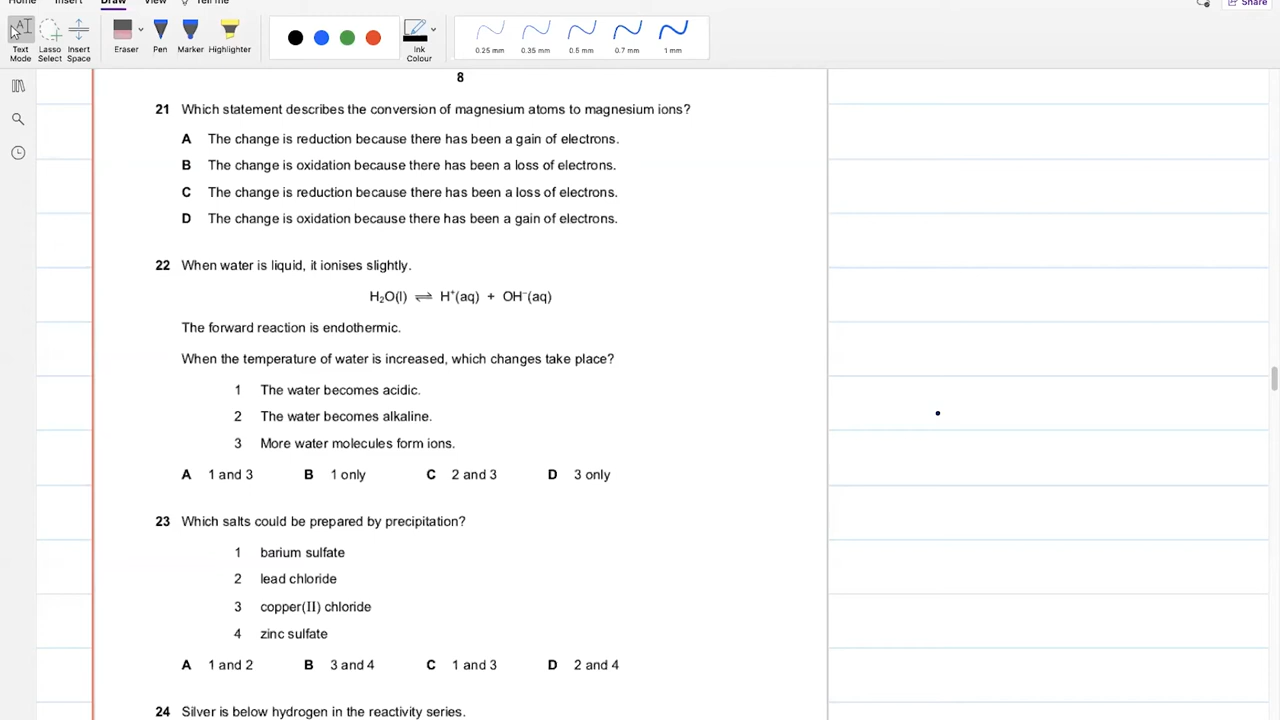 Home Insert Draw View Tell me
Share
Text Mode
Lasso Select
Insert Space
Eraser
Pen
Marker
Highlighter
Ink Colour
0.25 mm
0.35 mm
0.5 mm
0.7 mm
1 mm
8
21 Which statement describes the conversion of magnesium atoms to magnesium ions?
A The change is reduction because there has been a gain of electrons.
B The change is oxidation because there has been a loss of electrons.
C The change is reduction because there has been a loss of electrons.
D The change is oxidation because there has been a gain of electrons.
22 When water is liquid, it ionises slightly.
H₂O(l) ⇌ H⁺(aq) + OH⁻(aq)
The forward reaction is endothermic.
When the temperature of water is increased, which changes take place?
1 The water becomes acidic.
2 The water becomes alkaline.
3 More water molecules form ions.
A 1 and 3 B 1 only C 2 and 3 D 3 only
23 Which salts could be prepared by precipitation?
1 barium sulfate
2 lead chloride
3 copper(II) chloride
4 zinc sulfate
A 1 and 2 B 3 and 4 C 1 and 3 D 2 and 4
24 Silver is below hydrogen in the reactivity series.